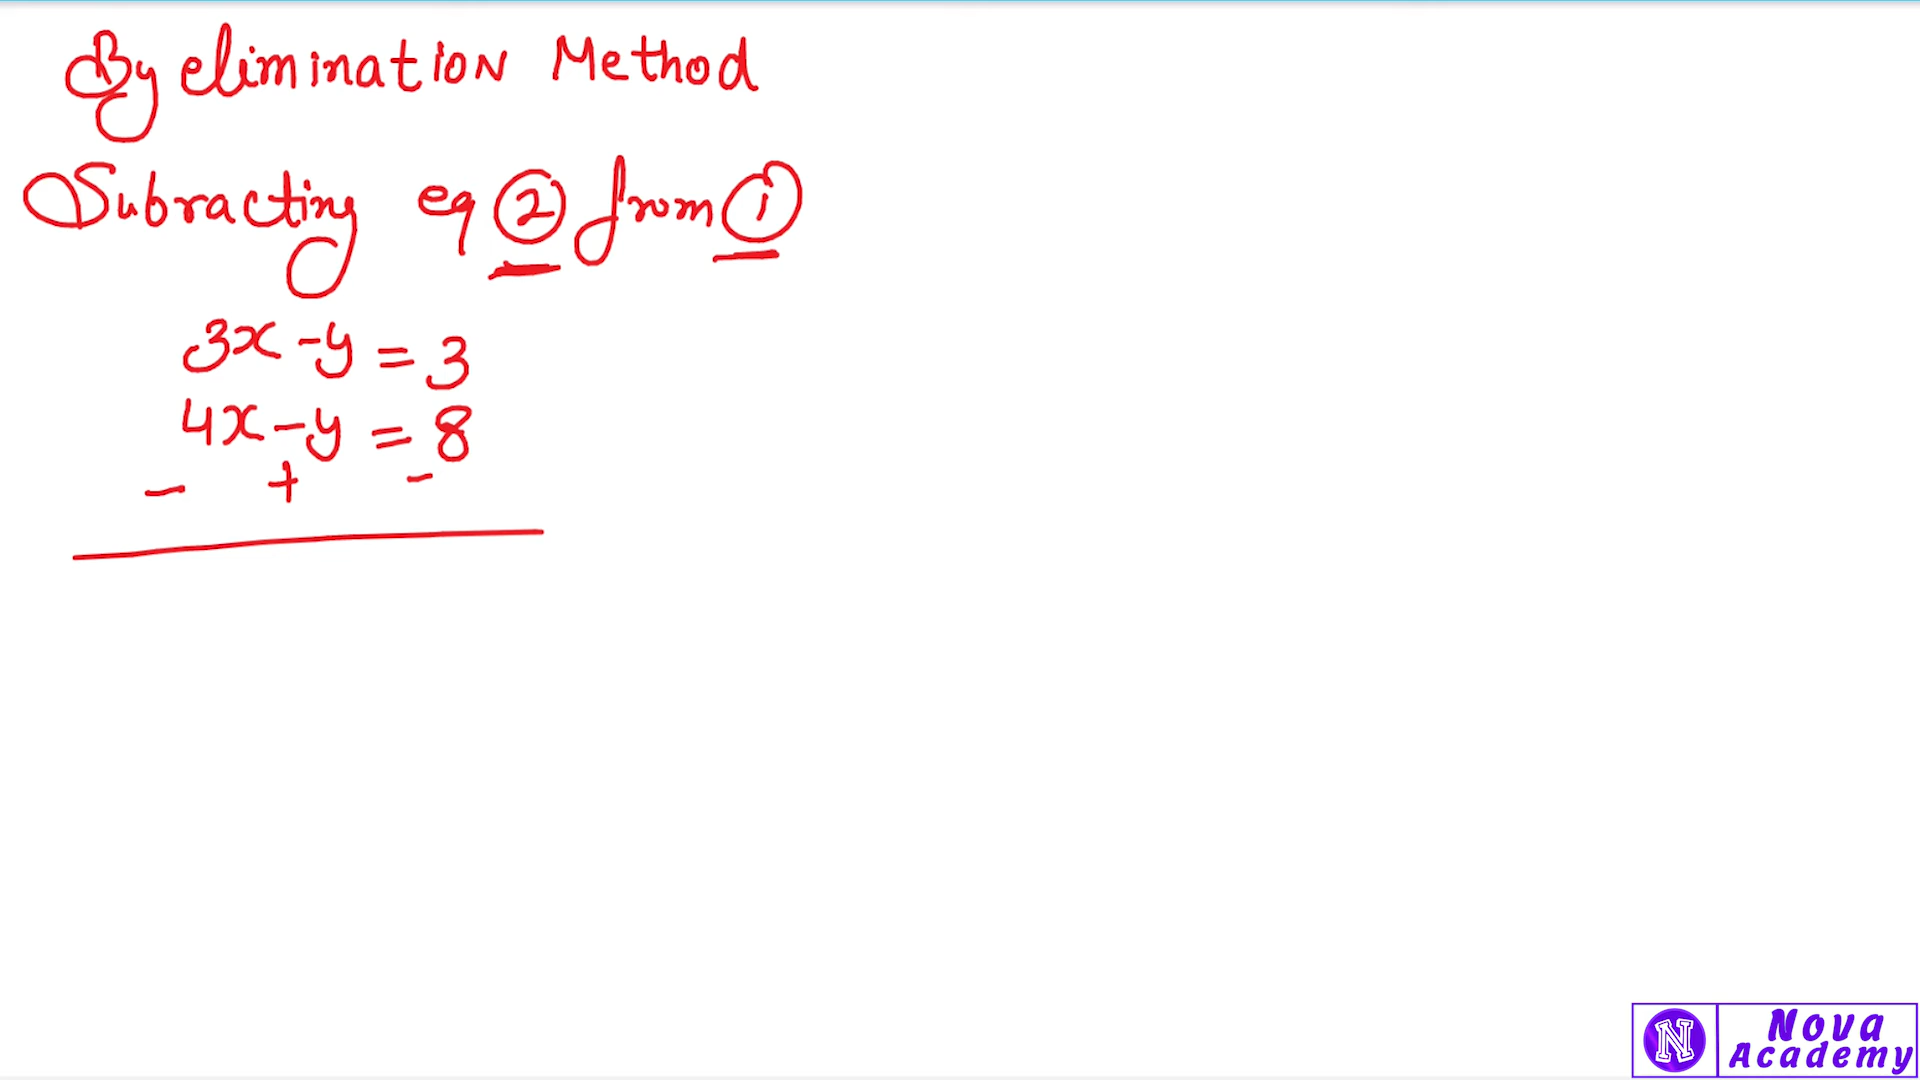 By elimination Method
Subracting eq ② from ①
3x - y = 3
4x - y = 8
- + -
N Nova
Academy